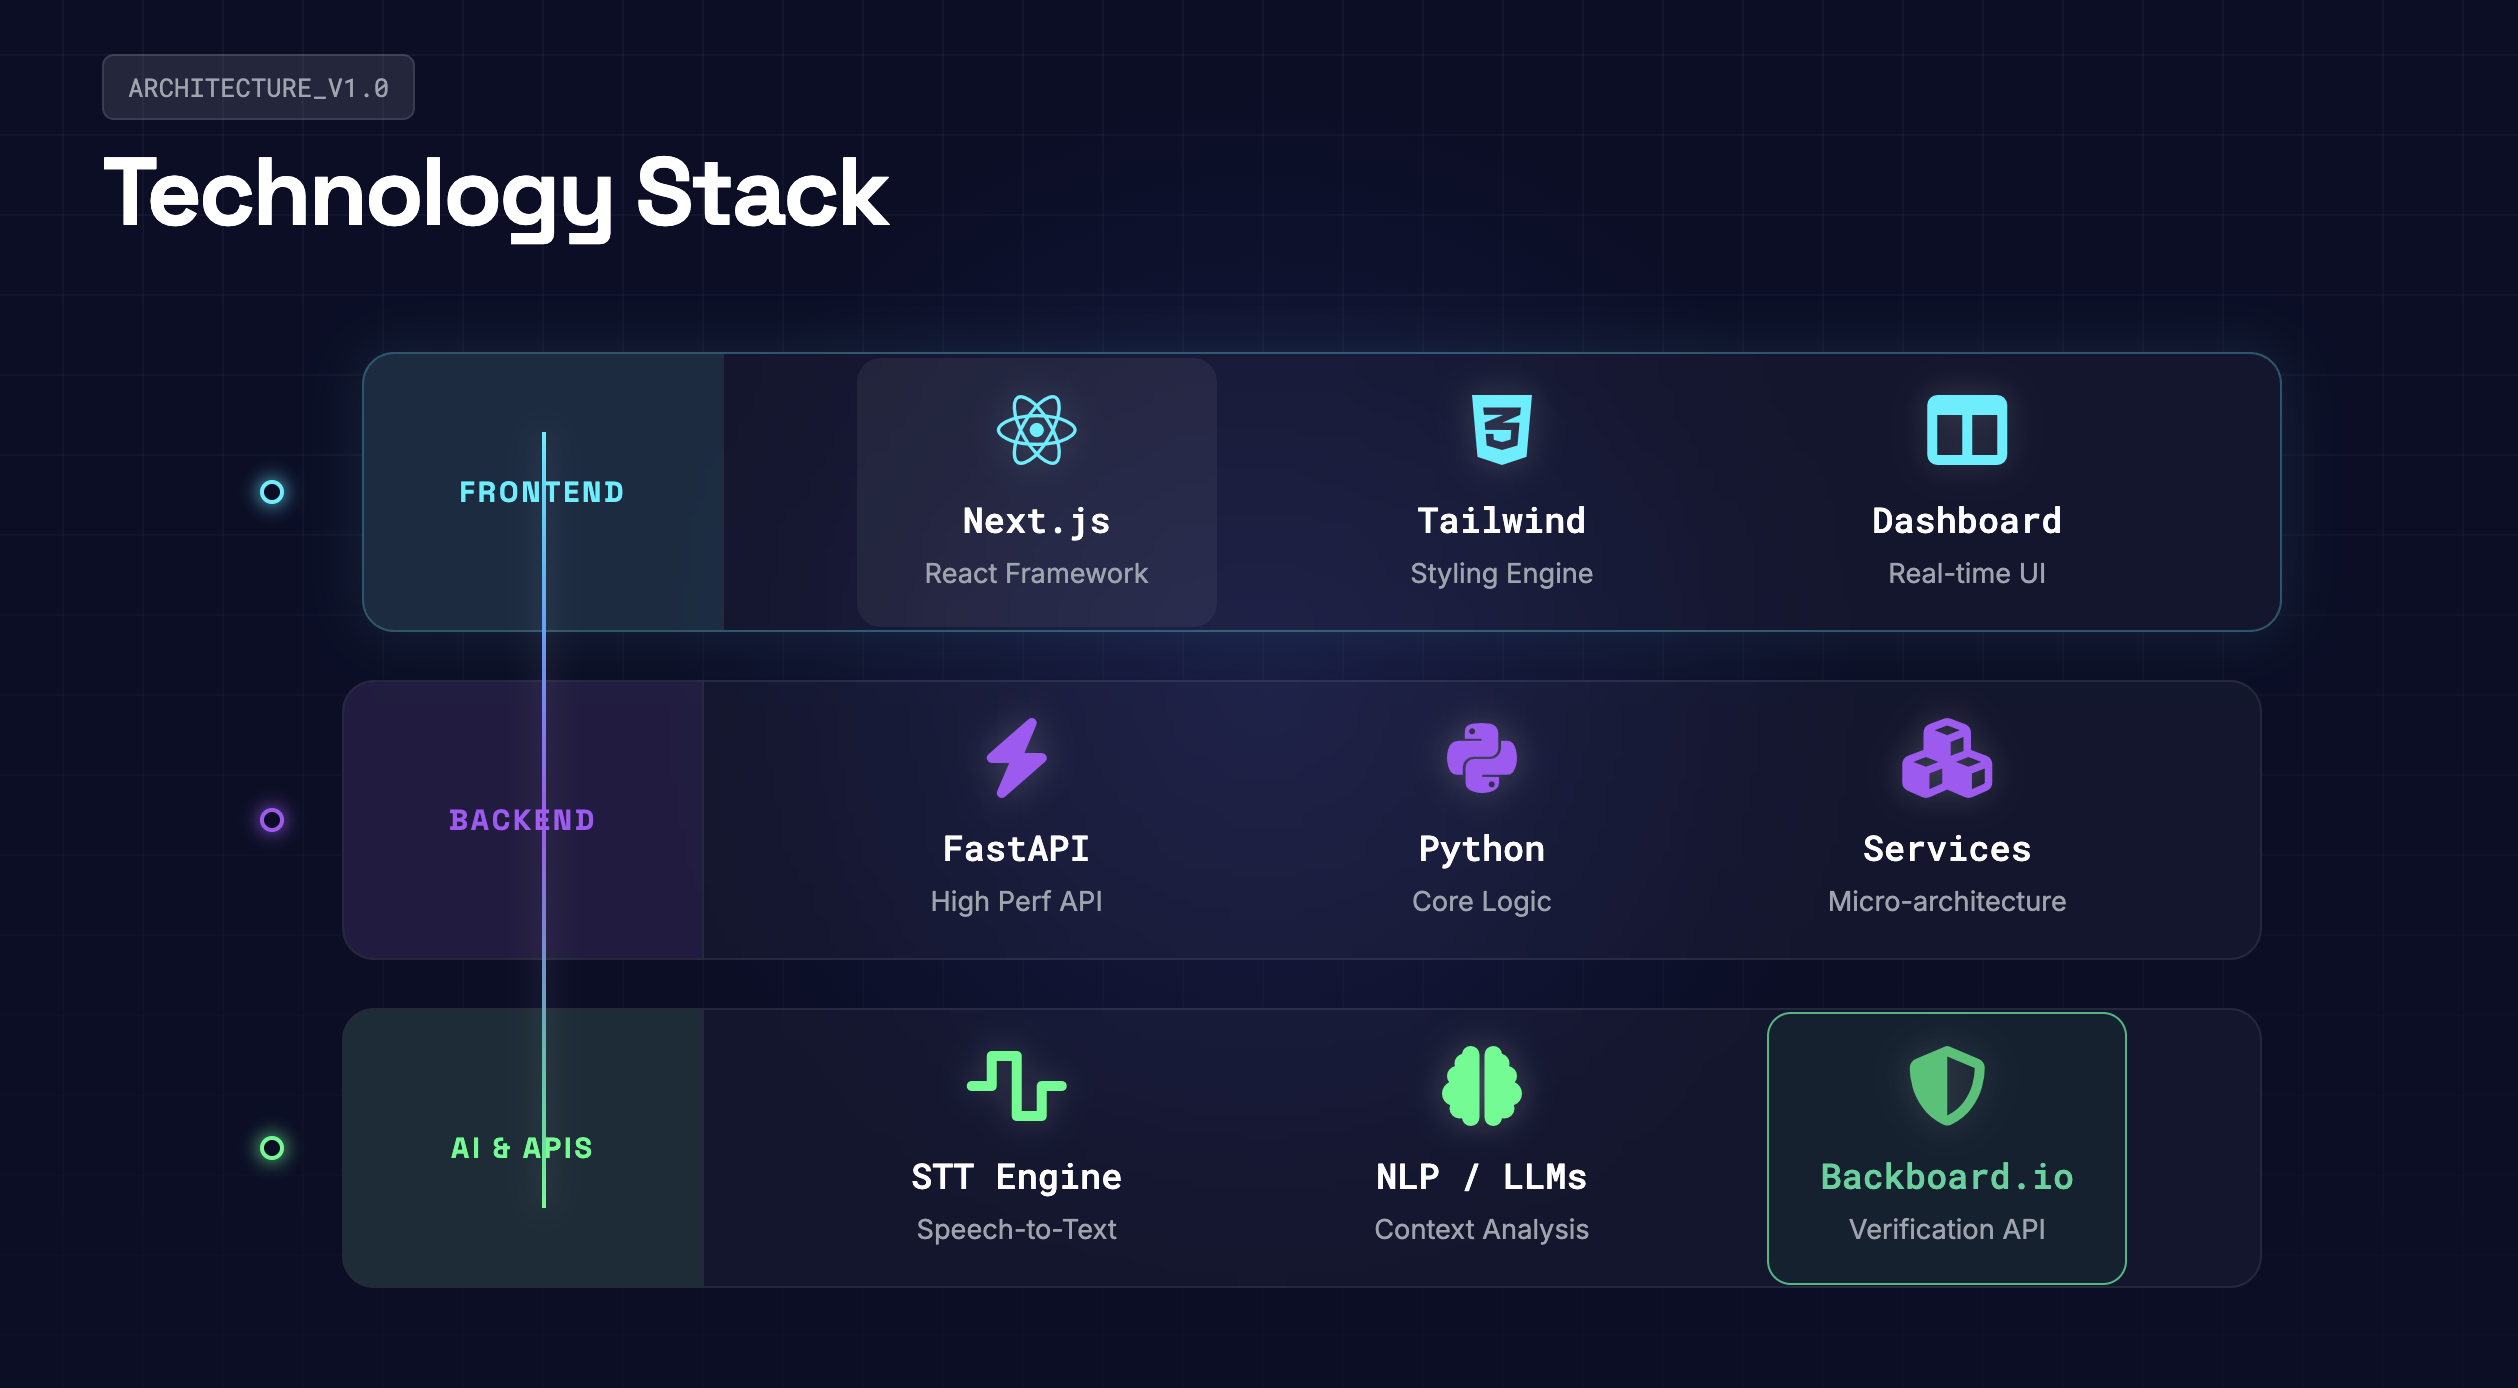 ARCHITECTURE_V1.0
Technology Stack
FRONTEND
Next.js
React Framework
Tailwind
Styling Engine
Dashboard
Real-time UI
BACKEND
FastAPI
High Perf API
Python
Core Logic
Services
Micro-architecture
AI & APIS
STT Engine
Speech-to-Text
NLP / LLMs
Context Analysis
Backboard.io
Verification API